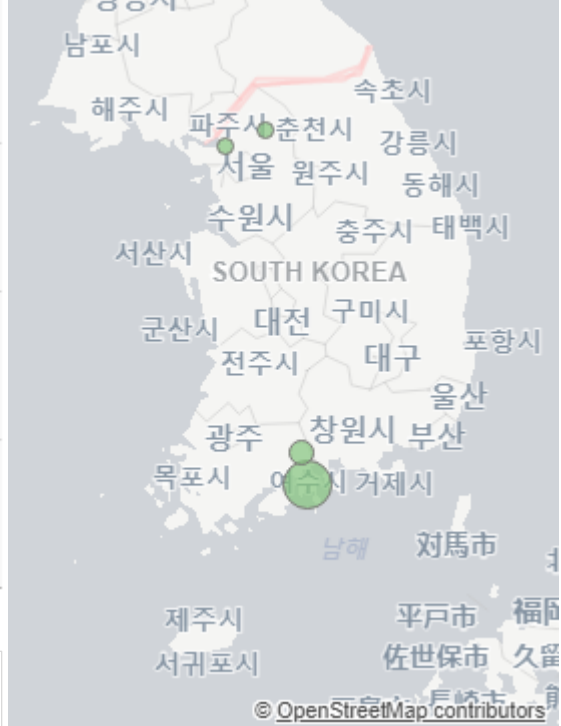 남포시
해주시
속초시
파주시 춘천시
강릉시
서울 원주시
동해시
수원시
충주시 태백시
서산시
SOUTH KOREA
대전 구미시
군산시
포항시
전주시 대구
울산
광주 창원시 부산
목포시 여수시 거제시
남해
対馬市
제주시
平戸市 福岡
서귀포시
佐世保市 久留
長崎市
© OpenStreetMap contributors